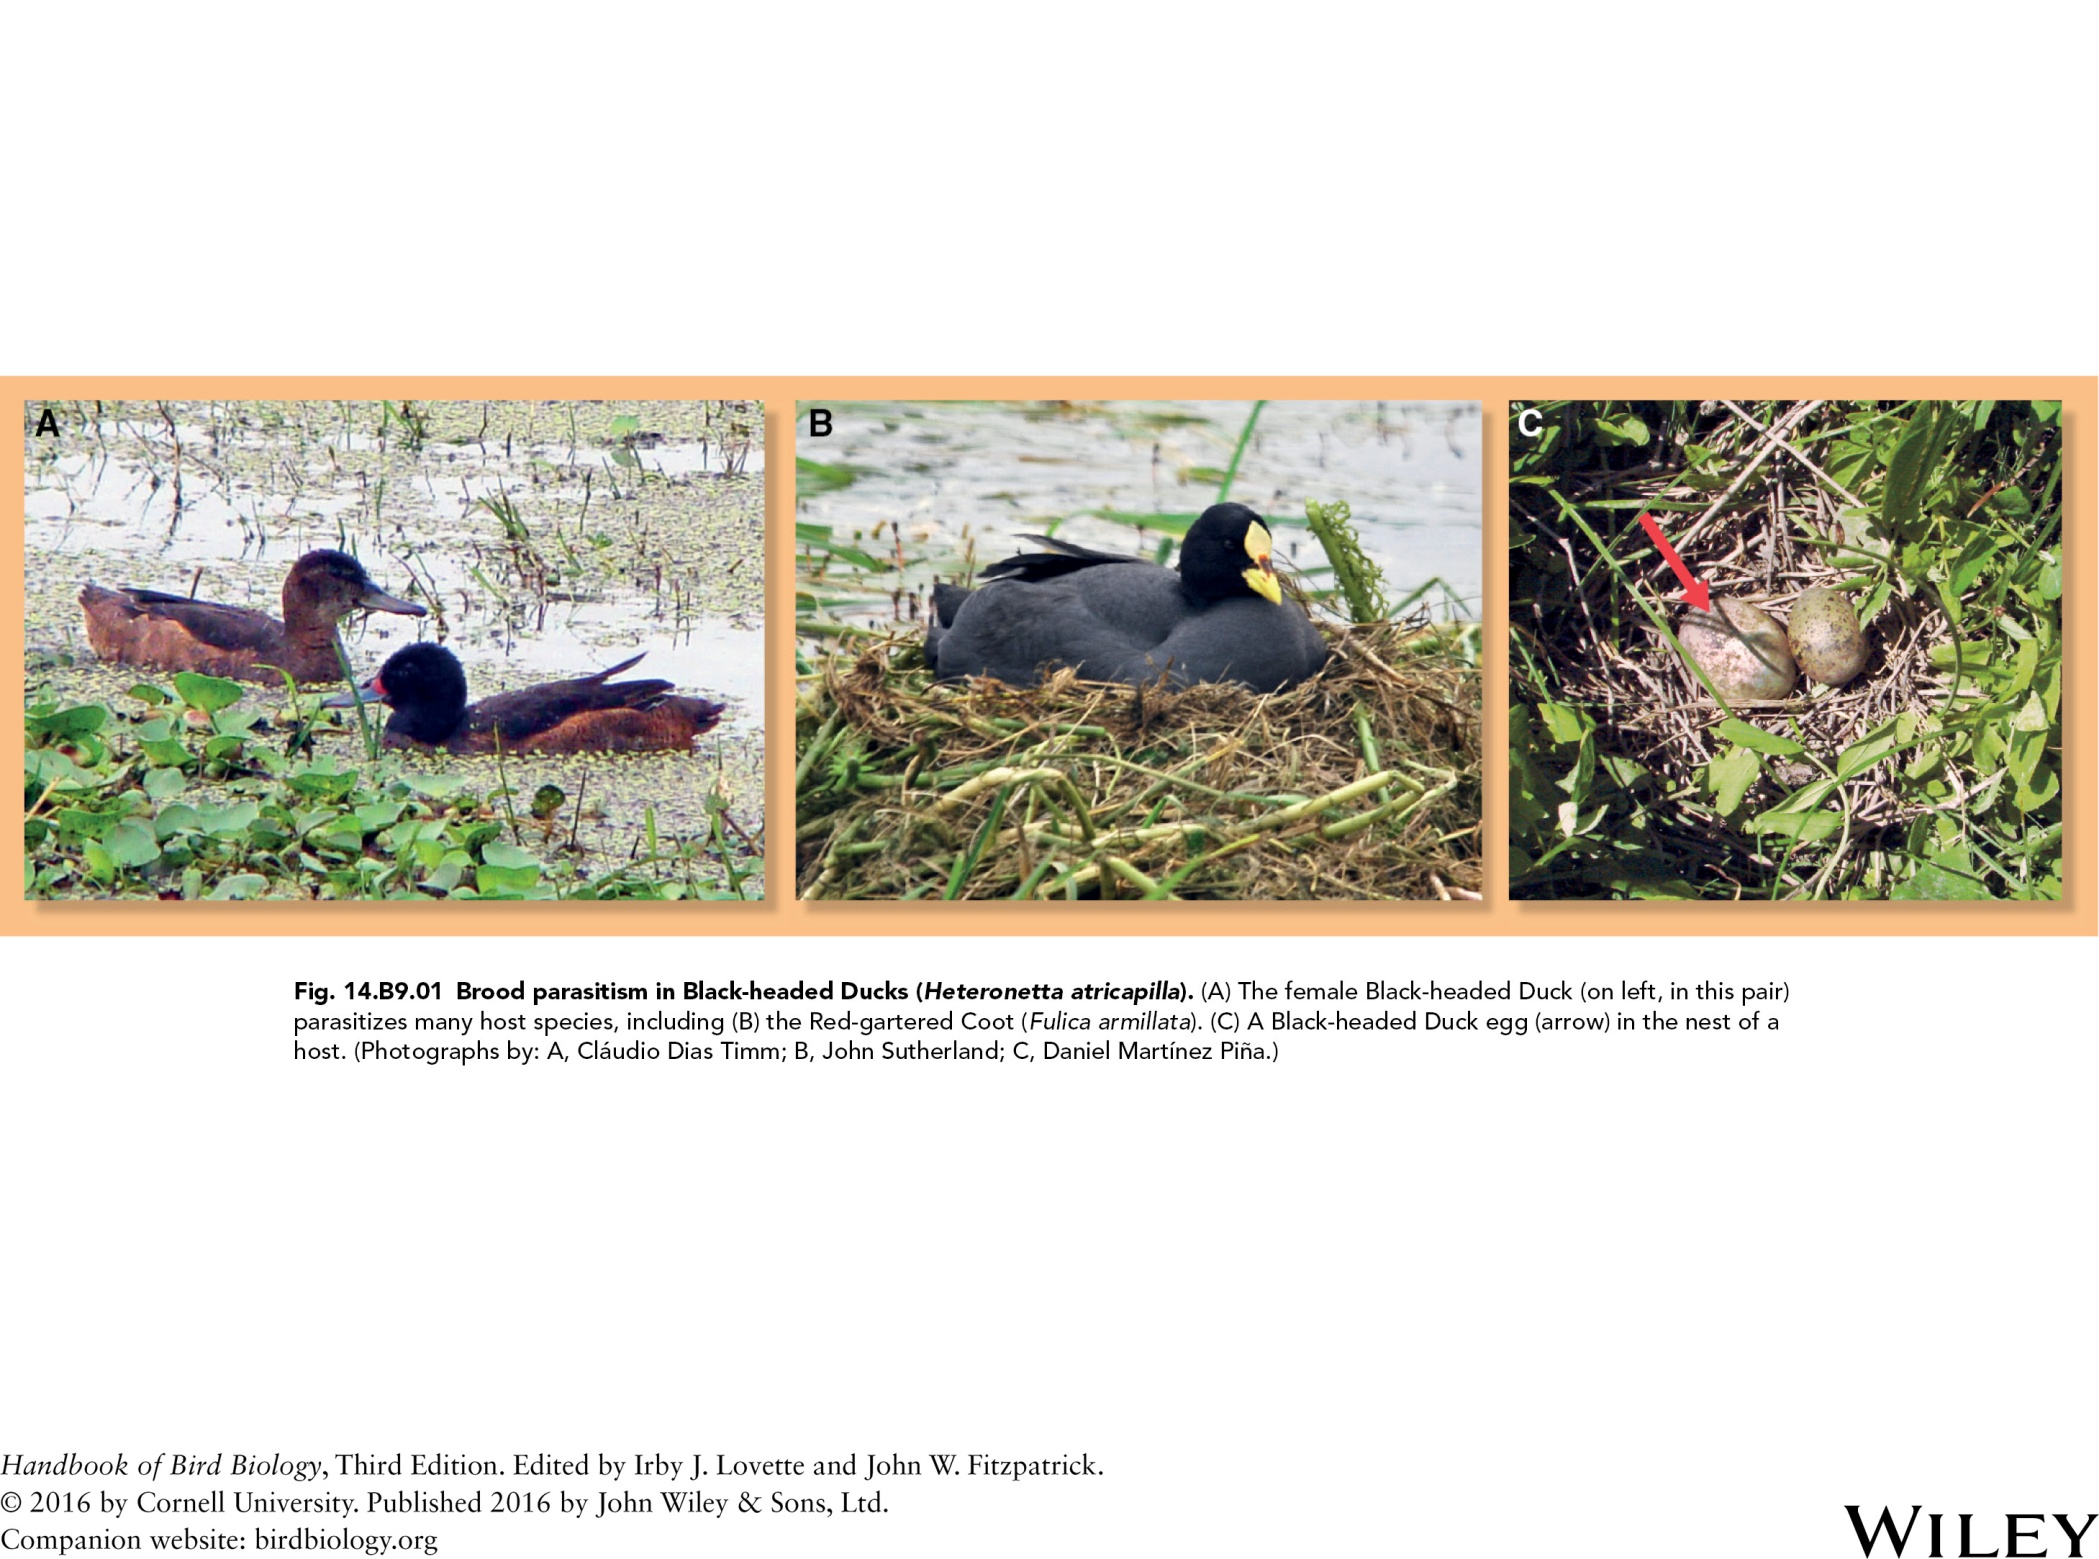 A
B
C
Fig. 14.B9.01 Brood parasitism in Black-headed Ducks (Heteronetta atricapilla). (A) The female Black-headed Duck (on left, in this pair)
parasitizes many host species, including (B) the Red-gartered Coot (Fulica armillata). (C) A Black-headed Duck egg (arrow) in the nest of a
host. (Photographs by: A, Cláudio Dias Timm; B, John Sutherland; C, Daniel Martínez Piña.)
Handbook of Bird Biology, Third Edition. Edited by Irby J. Lovette and John W. Fitzpatrick.
© 2016 by Cornell University. Published 2016 by John Wiley & Sons, Ltd.
Companion website: birdbiology.org
WILEY